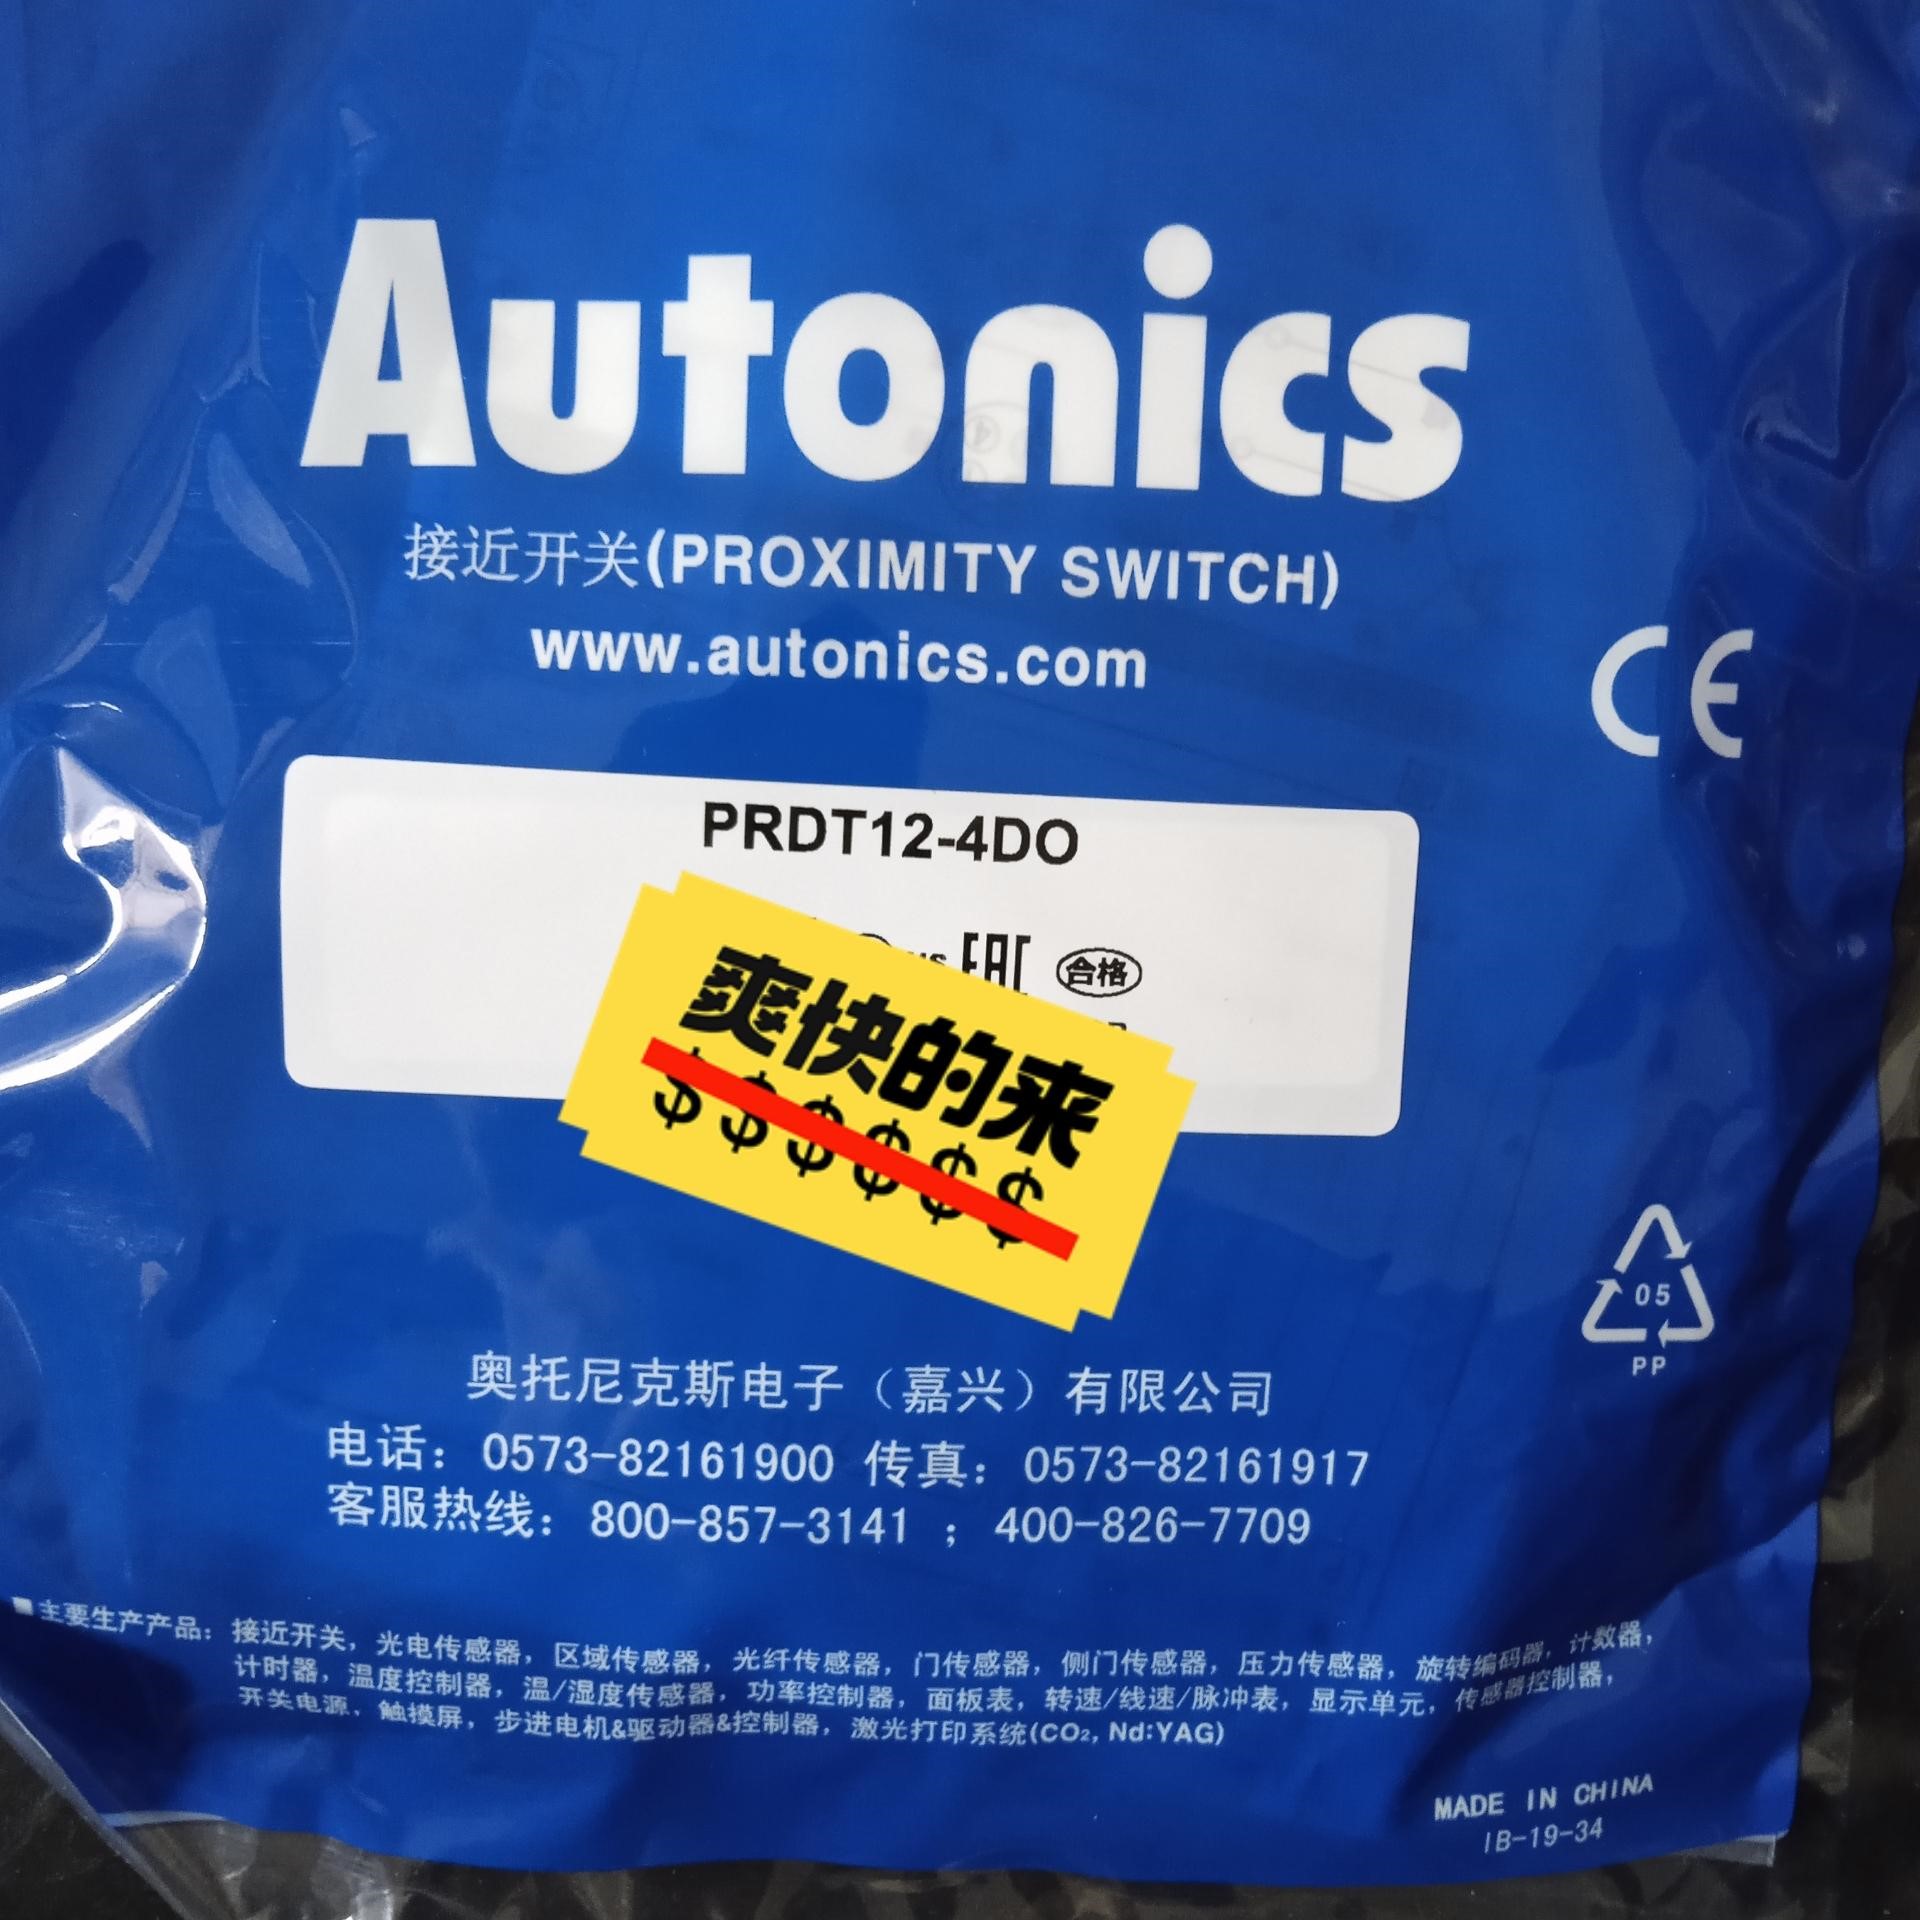 Autonics
接近开关(PROXIMITY SWITCH)
www.autonics.com
CE
PRDT12-4DO
EAC 合格
爽快的来
$$$$$$
05
PP
奥托尼克斯电子（嘉兴）有限公司
电话：0573-82161900 传真：0573-82161917
客服热线：800-857-3141 ；400-826-7709
■主要生产产品：接近开关，光电传感器，区域传感器，光纤传感器，门传感器，侧门传感器，压力传感器，旋转编码器，计数器，
计时器，温度控制器，温/湿度传感器，功率控制器，面板表，转速/线速/脉冲表，显示单元，传感器控制器，
开关电源，触摸屏，步进电机&驱动器&控制器，激光打印系统(CO₂, Nd:YAG)
MADE IN CHINA
IB-19-34